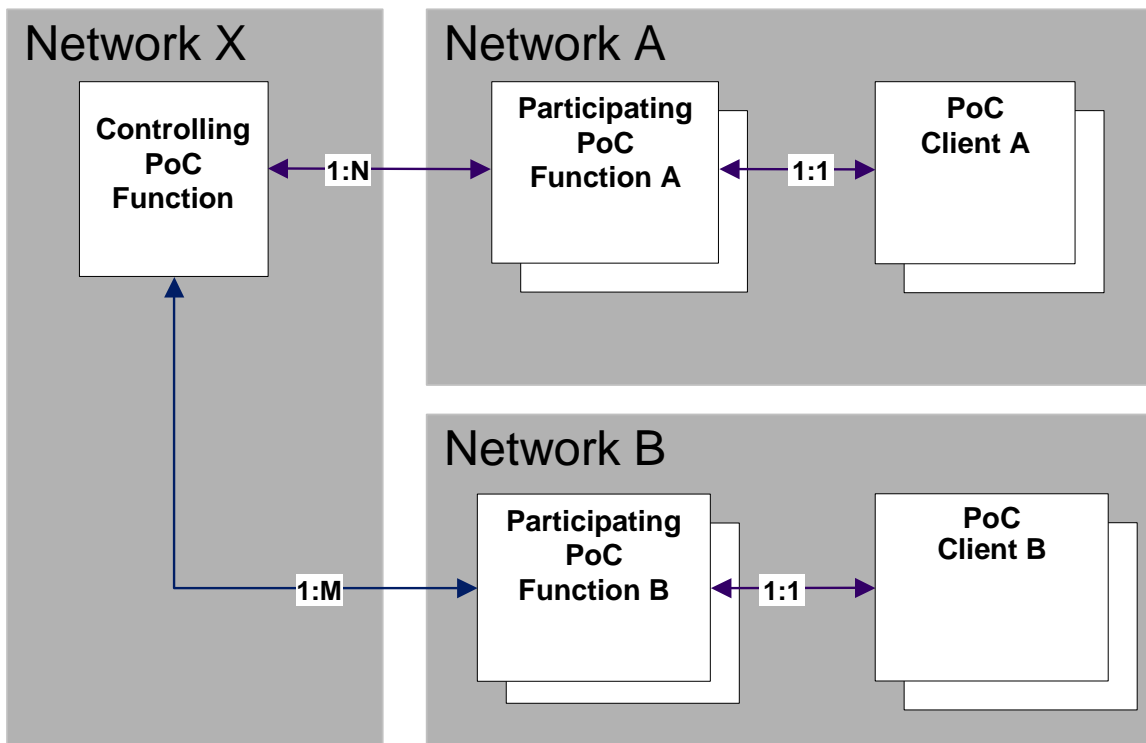 Network X
Controlling
PoC
Function
1:N
Network A
Participating
PoC
Function A
1:1
PoC
Client A
Network B
1:M
Participating
PoC
Function B
1:1
PoC
Client B